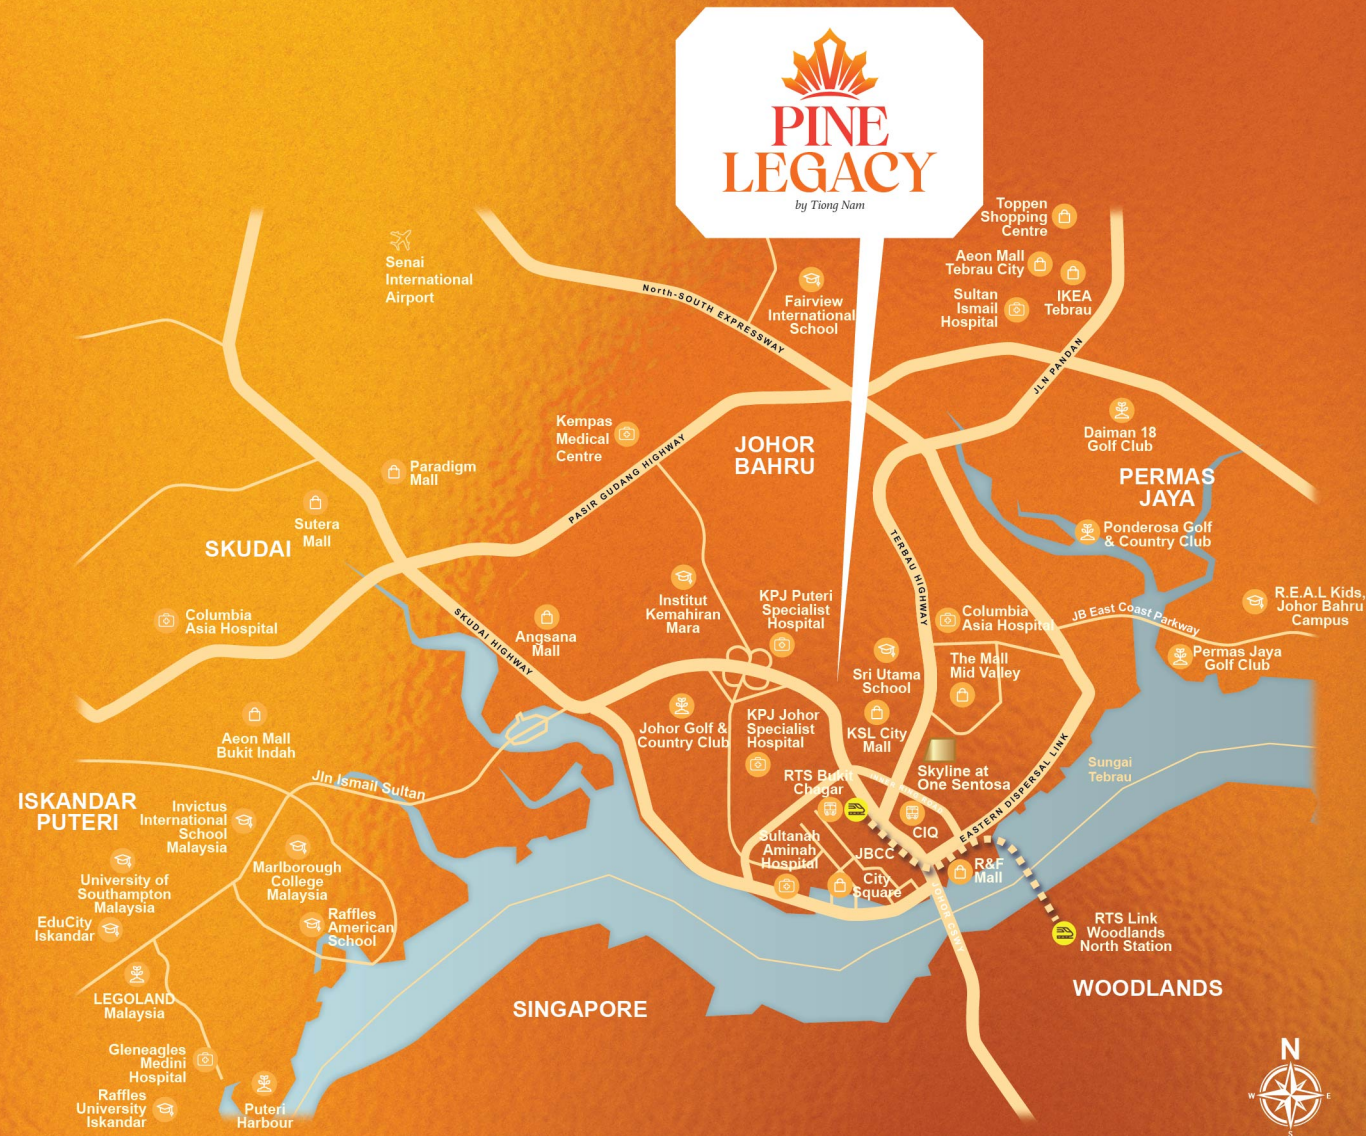 PINE
LEGACY
by Tiong Nam
Toppen
Shopping
Centre
Aeon Mall
Tebrau City
IKEA
Tebrau
Sultan
Ismail
Hospital
Senai
International
Airport
North-SOUTH EXPRESSWAY
Fairview
International
School
JLN PANDAN
Daiman 18
Golf Club
Kempas
Medical
Centre
JOHOR
BAHRU
PERMAS
JAYA
Paradigm
Mall
PASIR GUDANG HIGHWAY
Sutera
Mall
SKUDAI
Ponderosa Golf
& Country Club
TERBAU HIGHWAY
Columbia
Asia Hospital
SKUDAI HIGHWAY
Angsana
Mall
Institut
Kemahiran
Mara
KPJ Puteri
Specialist
Hospital
Columbia
Asia Hospital
JB East Coast Parkway
R.E.A.L Kids,
Johor Bahru
Campus
Permas Jaya
Golf Club
Sri Utama
School
The Mall
Mid Valley
Johor Golf &
Country Club
KPJ Johor
Specialist
Hospital
KSL City
Mall
Aeon Mall
Bukit Indah
EASTERN DISPERSAL LINK
Sungai
Tebrau
Skyline at
One Sentosa
RTS Bukit
Chagar
Jln Ismail Sultan
ISKANDAR
PUTERI
Invictus
International
School
Malaysia
CIQ
Sultanah
Aminah
Hospital
JBCC
City
Square
R&F
Mall
Marlborough
College
Malaysia
University of
Southampton
Malaysia
EduCity
Iskandar
Raffles
American
School
JOHOR CSWY
RTS Link
Woodlands
North Station
WOODLANDS
SINGAPORE
LEGOLAND
Malaysia
Gleneagles
Medini
Hospital
Raffles
University
Iskandar
Puteri
Harbour
N
W
E
S